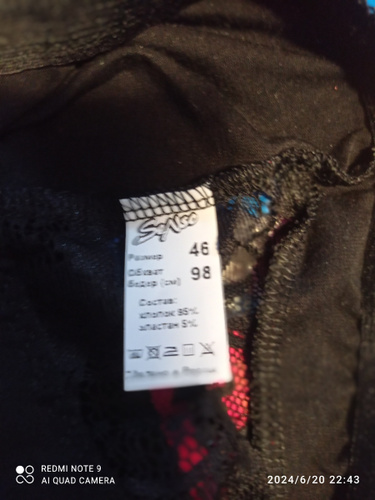 Размер 46
Обхват
бедер (см) 98
Состав:
хлопок 95%
эластан 5%
Сделано в России
REDMI NOTE 9
AI QUAD CAMERA
2024/6/20 22:43